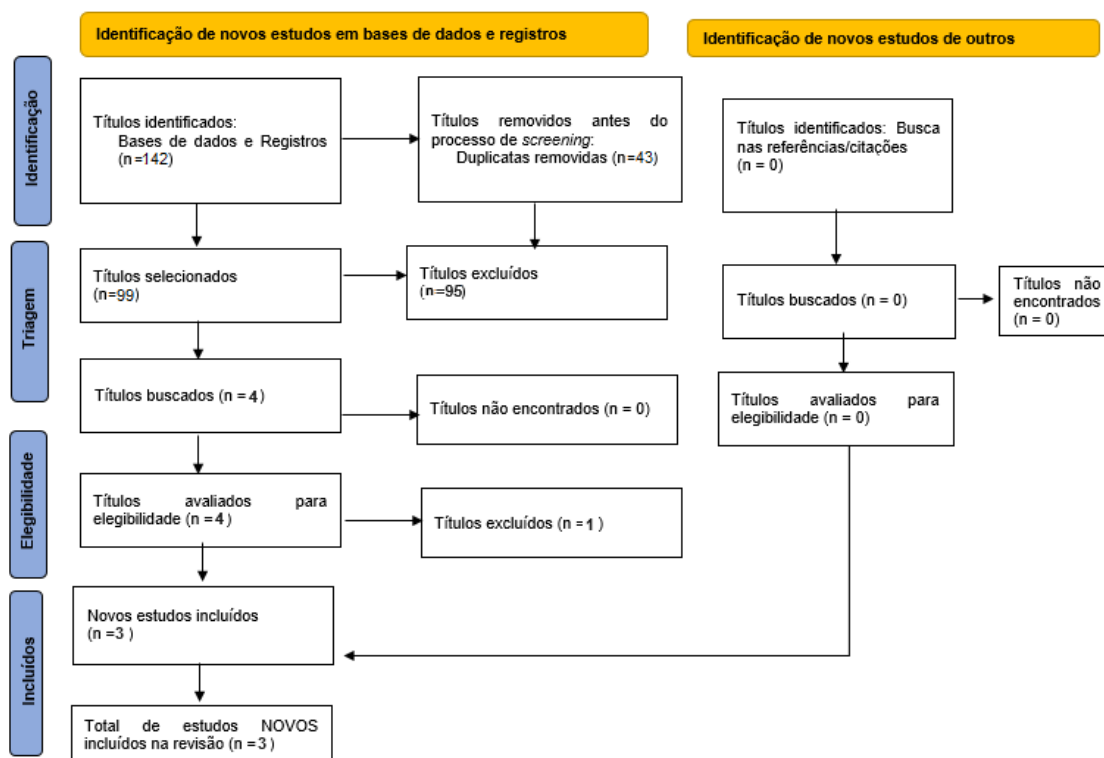 Identificação de novos estudos em bases de dados e registros
Identificação de novos estudos de outros
Identificação
Títulos identificados:
Bases de dados e Registros
(n =142)
Títulos removidos antes do
processo de screening:
Duplicatas removidas (n=43)
Títulos identificados: Busca
nas referências/citações
(n = 0)
Triagem
Títulos selecionados
(n=99)
Títulos excluídos
(n=95)
Títulos buscados (n = 0)
Títulos não
encontrados
(n = 0)
Títulos buscados (n = 4)
Títulos não encontrados (n = 0)
Títulos avaliados para
elegibilidade (n = 0)
Elegibilidade
Títulos avaliados para
elegibilidade (n =4)
Títulos excluídos (n =1)
Incluídos
Novos estudos incluídos
(n =3 )
Total de estudos NOVOS
incluídos na revisão (n =3 )